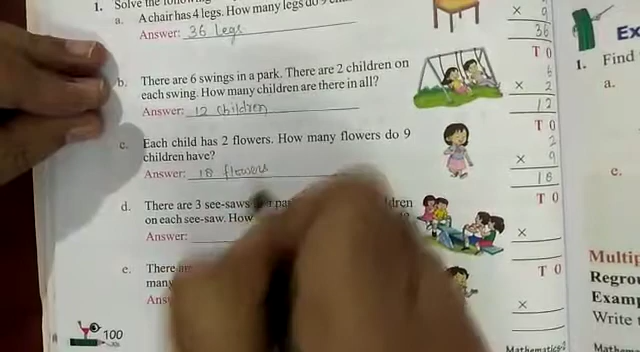 1. Solve the
a. A chair has 4 legs. How many legs do 9
Answer: 36 legs
× 9
36
b. There are 6 swings in a park. There are 2 children on
each swing. How many children are there in all?
Answer: 12 children
T O
6
× 2
12
c. Each child has 2 flowers. How many flowers do 9
children have?
Answer: 18 flowers
T O
2
× 9
18
d. There are 3 see-saws
on each see-saw. How
Answer:
T O
×
e. There are
many
T O
×
100
Mathematics-2
Ex
1. Find
a.
c.
Multip
Regrou
Examp
Write